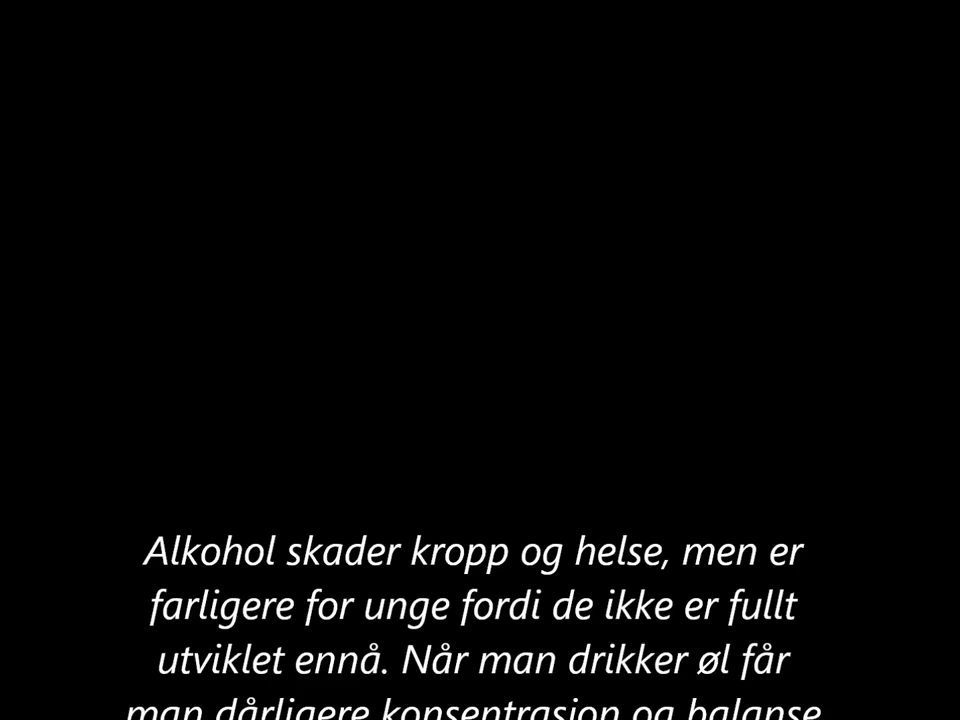 Alkohol skader kropp og helse, men er
farligere for unge fordi de ikke er fullt
utviklet ennå. Når man drikker øl får
man dårligere konsentrasjon og balanse